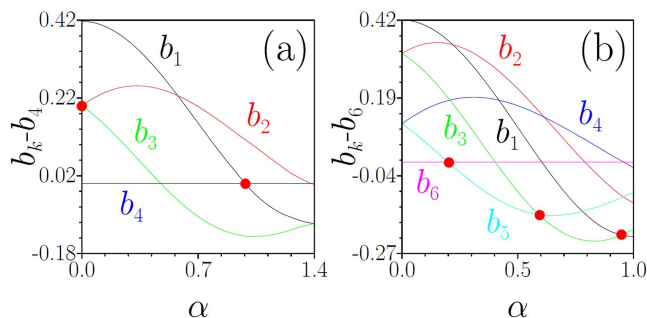 0.42
0.22
0.02
-0.18
b_k-b_4
0.0
0.7
1.4
α
(a)
b_1
b_2
b_3
b_4
0.42
0.19
-0.04
-0.27
b_k-b_6
0.0
0.5
1.0
α
(b)
b_2
b_4
b_3
b_1
b_6
b_5